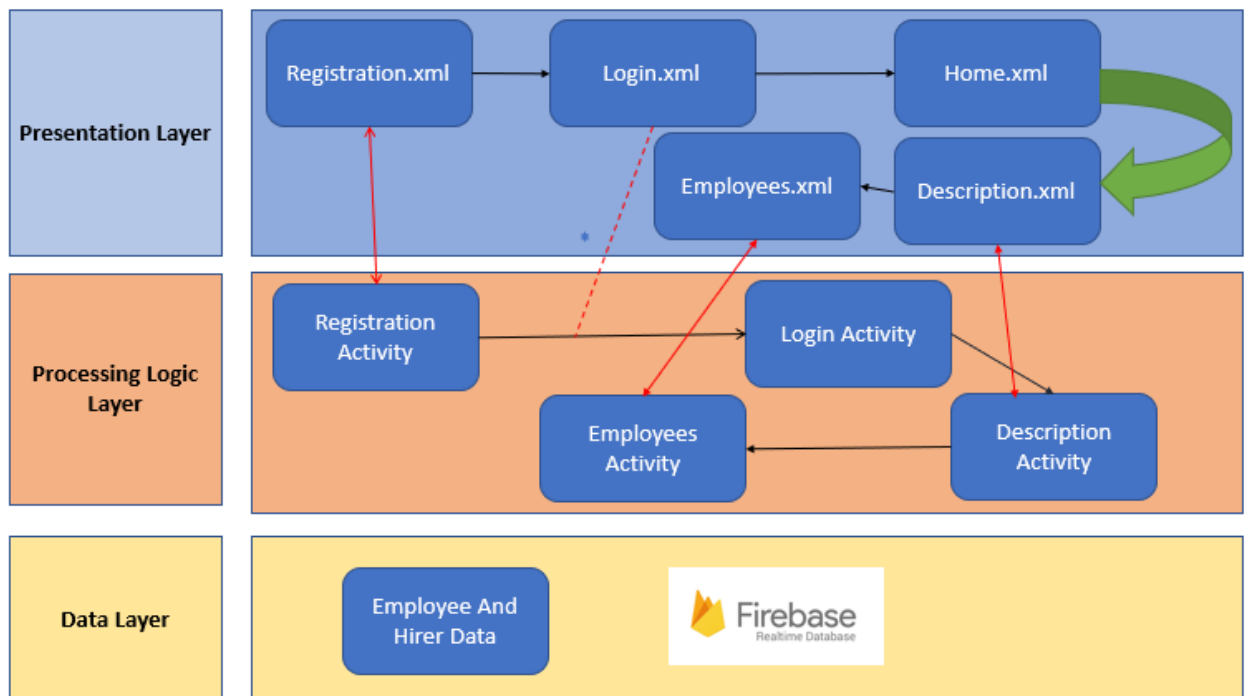 Presentation Layer
Registration.xml
Login.xml
Home.xml
Employees.xml
Description.xml
*
Processing Logic
Layer
Registration
Activity
Login Activity
Employees
Activity
Description
Activity
Data Layer
Employee And
Hirer Data
Firebase
Realtime Database